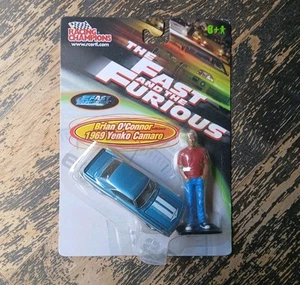 RACING
CHAMPIONS
THE
FAST
AND THE
FURIOUS
Brian O'Connor
1969 Yenko Camaro